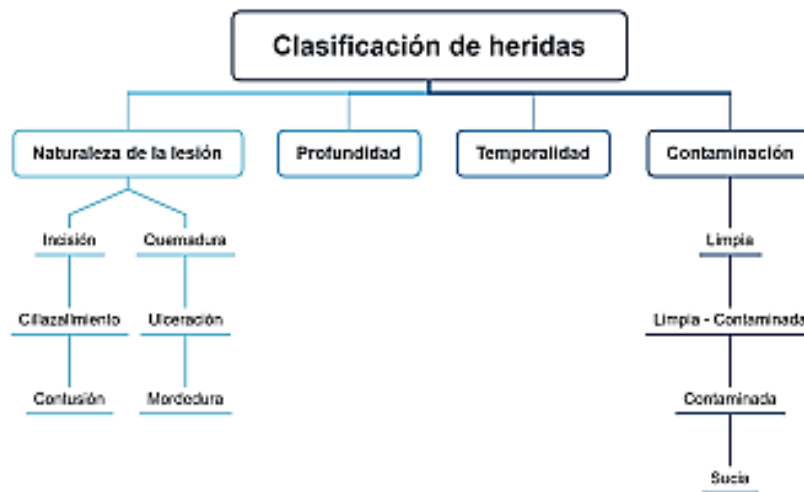 Clasificación de heridas
Naturaleza de la lesión
Profundidad
Temporalidad
Contaminación
Incisión
Quemadura
Limpia
Cillazallmiento
Ulceración
Limpia - Contaminada
Contusión
Mordedura
Contaminada
Sucia